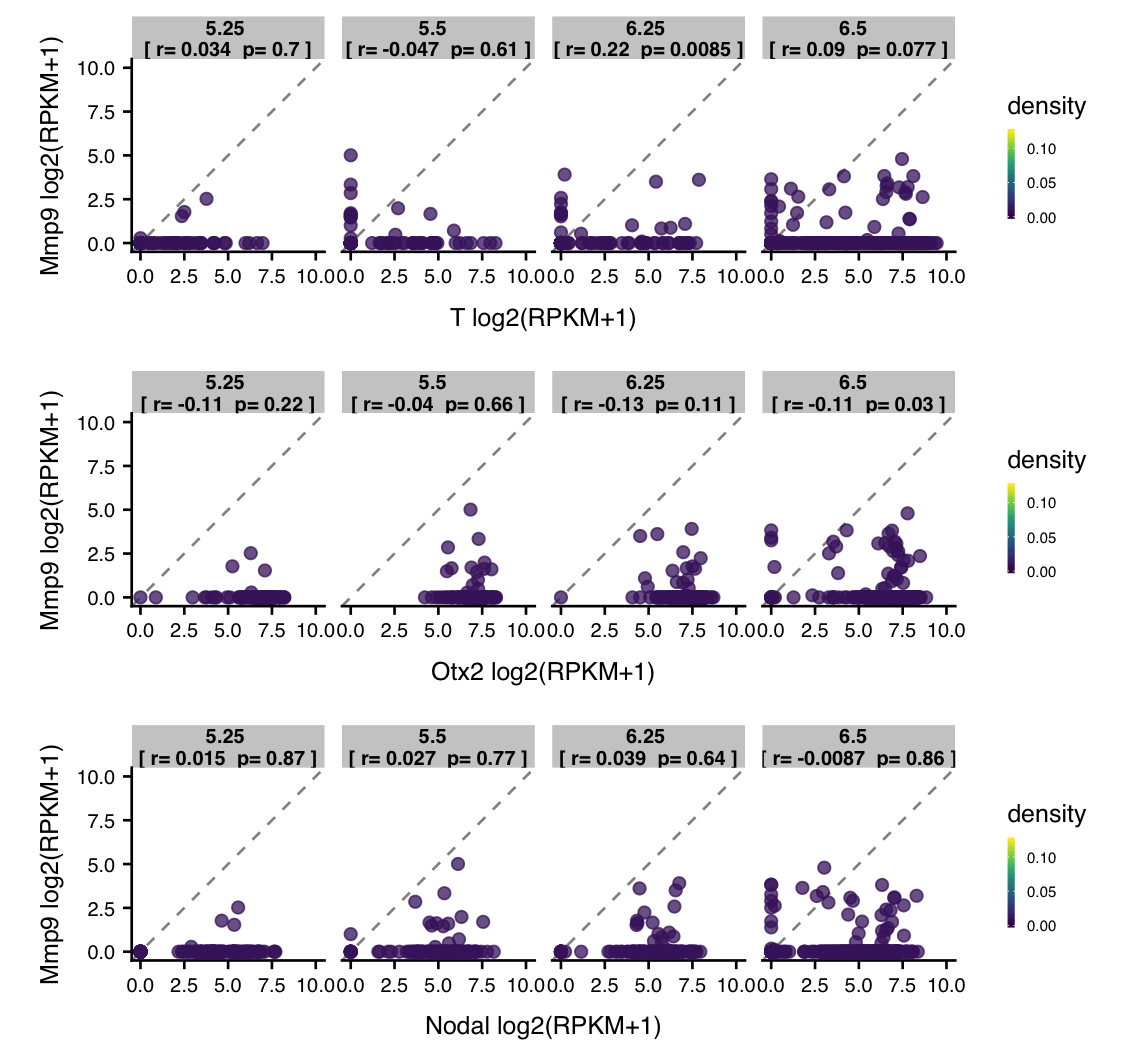 5.25 5.5 6.25 6.5
[ r= 0.034 p= 0.7 ] [ r= -0.047 p= 0.61 ] [ r= 0.22 p= 0.0085 ] [ r= 0.09 p= 0.077 ]
Mmp9 log2(RPKM+1)
10.0
7.5
5.0
2.5
0.0
0.0 2.5 5.0 7.5 10.0 0.0 2.5 5.0 7.5 10.0 0.0 2.5 5.0 7.5 10.0 0.0 2.5 5.0 7.5 10.0
T log2(RPKM+1)
density
0.10
0.05
0.00
5.25 5.5 6.25 6.5
[ r= -0.11 p= 0.22 ] [ r= -0.04 p= 0.66 ] [ r= -0.13 p= 0.11 ] [ r= -0.11 p= 0.03 ]
Mmp9 log2(RPKM+1)
10.0
7.5
5.0
2.5
0.0
0.0 2.5 5.0 7.5 10.0 0.0 2.5 5.0 7.5 10.0 0.0 2.5 5.0 7.5 10.0 0.0 2.5 5.0 7.5 10.0
Otx2 log2(RPKM+1)
density
0.10
0.05
0.00
5.25 5.5 6.25 6.5
[ r= 0.015 p= 0.87 ] [ r= 0.027 p= 0.77 ] [ r= 0.039 p= 0.64 ] [ r= -0.0087 p= 0.86 ]
Mmp9 log2(RPKM+1)
10.0
7.5
5.0
2.5
0.0
0.0 2.5 5.0 7.5 10.0 0.0 2.5 5.0 7.5 10.0 0.0 2.5 5.0 7.5 10.0 0.0 2.5 5.0 7.5 10.0
Nodal log2(RPKM+1)
density
0.10
0.05
0.00